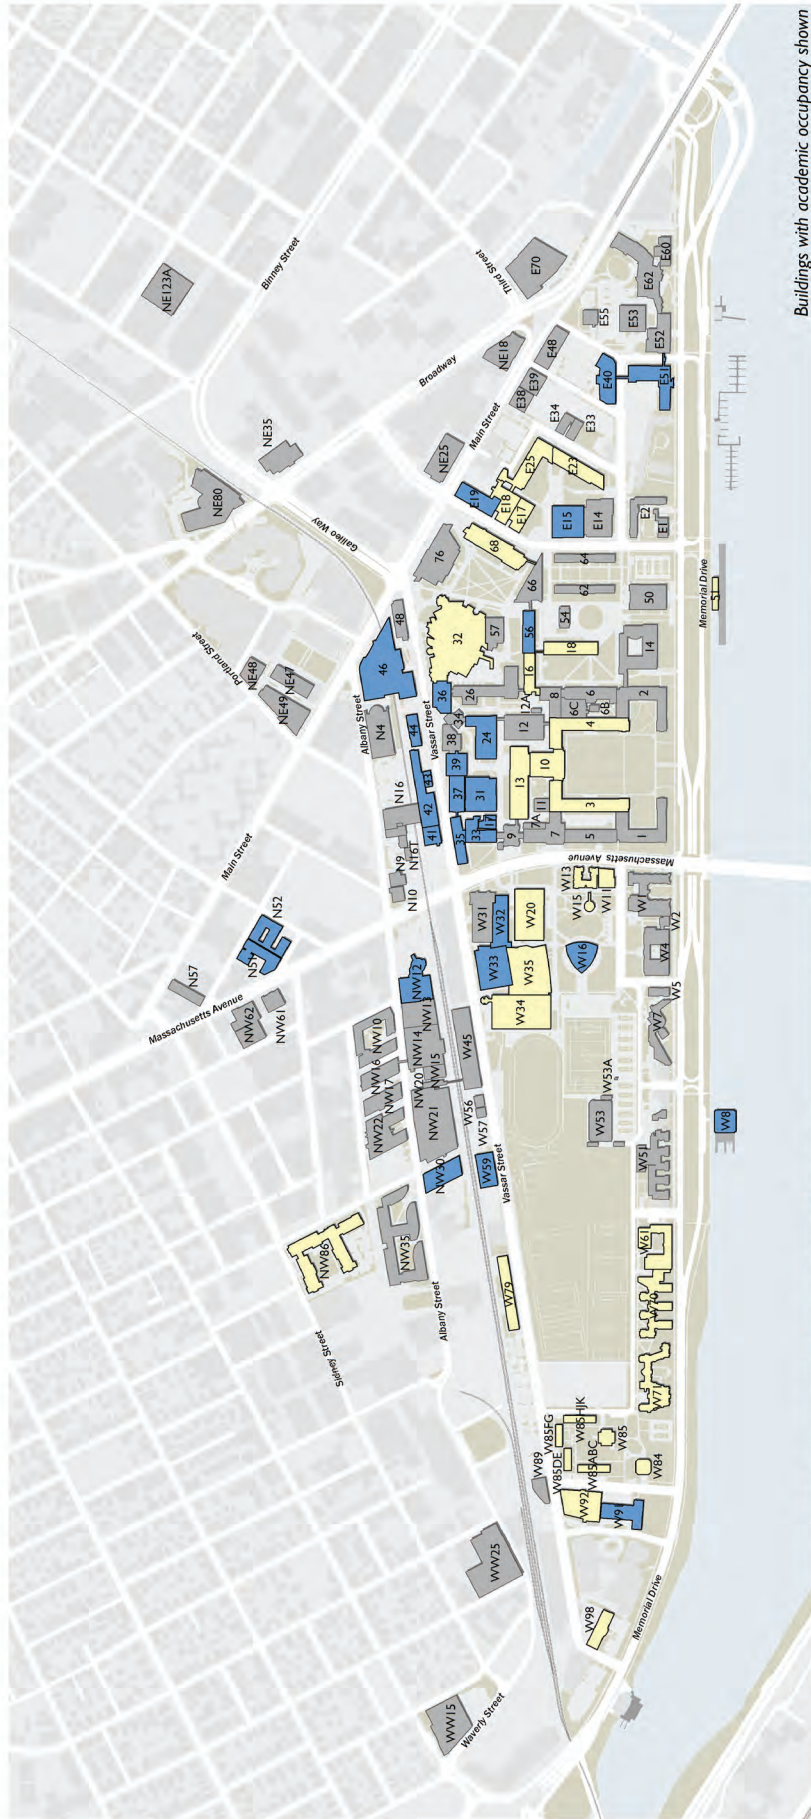 Buildings with academic occupancy shown
NE123A
Binney Street
Third Street
E70
E60
E62
E55
E53
E52
NE18
E48
Broadway
E38
E39
E40
E51
Main Street
E34
E33
NE35
NE25
E25
E23
NE80
E19
E18
E17
E15
E14
E2
E1
Galileo Way
76
68
66
64
62
50
51
Memorial Drive
48
32
57
56
54
Portland Street
46
16
18
14
NE48
NE47
NE49
36
26
12A
8
6
2
6C
6B
Albany Street
N4
44
Vassar Street
34
38
24
12
4
39
10
13
43
N16
42
37
31
11
3
41
35
33
17
9
7A
7
5
1
N9
N16T
N10
Main Street
Massachusetts Avenue
W13
W15
W11
W31
W32
W20
W1
W2
W4
N52
N51
N57
NW12
W33
W35
W16
W5
Massachusetts Avenue
NW62
NW61
NW13
W34
W7
NW10
NW14
NW16
NW15
W45
NW17
NW20
W53A
W56
W53
NW22
NW21
W57
W8
W51
NW30
W59
Vassar Street
NW86
NW35
W61
W79
W70
Albany Street
Sidney Street
W71
W85HJK
W85FG
W85
W85DE
W85ABC
W84
W89
W92
W91
WW25
W98
Memorial Drive
WW15
Waverly Street